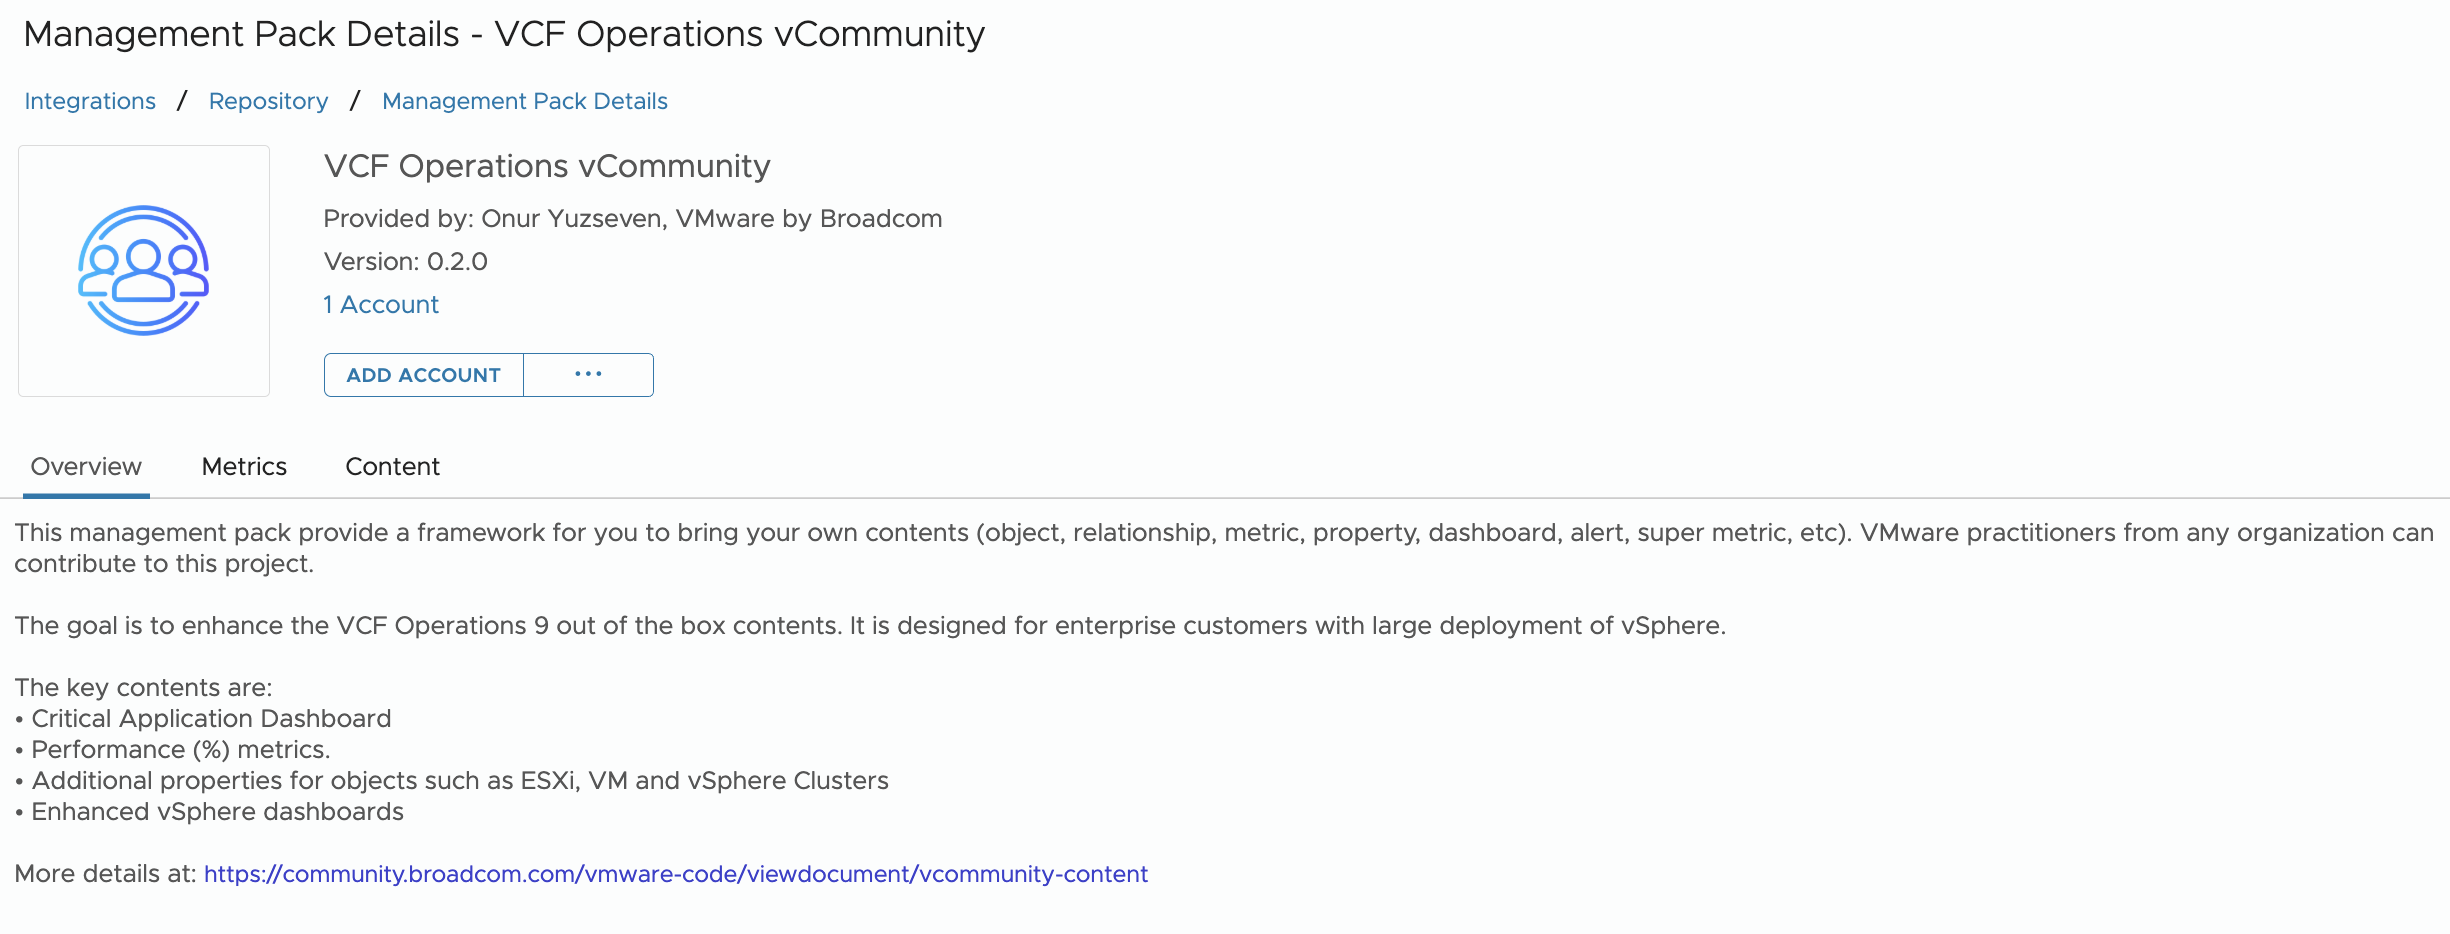 Management Pack Details - VCF Operations vCommunity
Integrations / Repository / Management Pack Details
VCF Operations vCommunity
Provided by: Onur Yuzseven, VMware by Broadcom
Version: 0.2.0
1 Account
ADD ACCOUNT ...
Overview Metrics Content
This management pack provide a framework for you to bring your own contents (object, relationship, metric, property, dashboard, alert, super metric, etc). VMware practitioners from any organization can
contribute to this project.
The goal is to enhance the VCF Operations 9 out of the box contents. It is designed for enterprise customers with large deployment of vSphere.
The key contents are:
• Critical Application Dashboard
• Performance (%) metrics.
• Additional properties for objects such as ESXi, VM and vSphere Clusters
• Enhanced vSphere dashboards
More details at: https://community.broadcom.com/vmware-code/viewdocument/vcommunity-content